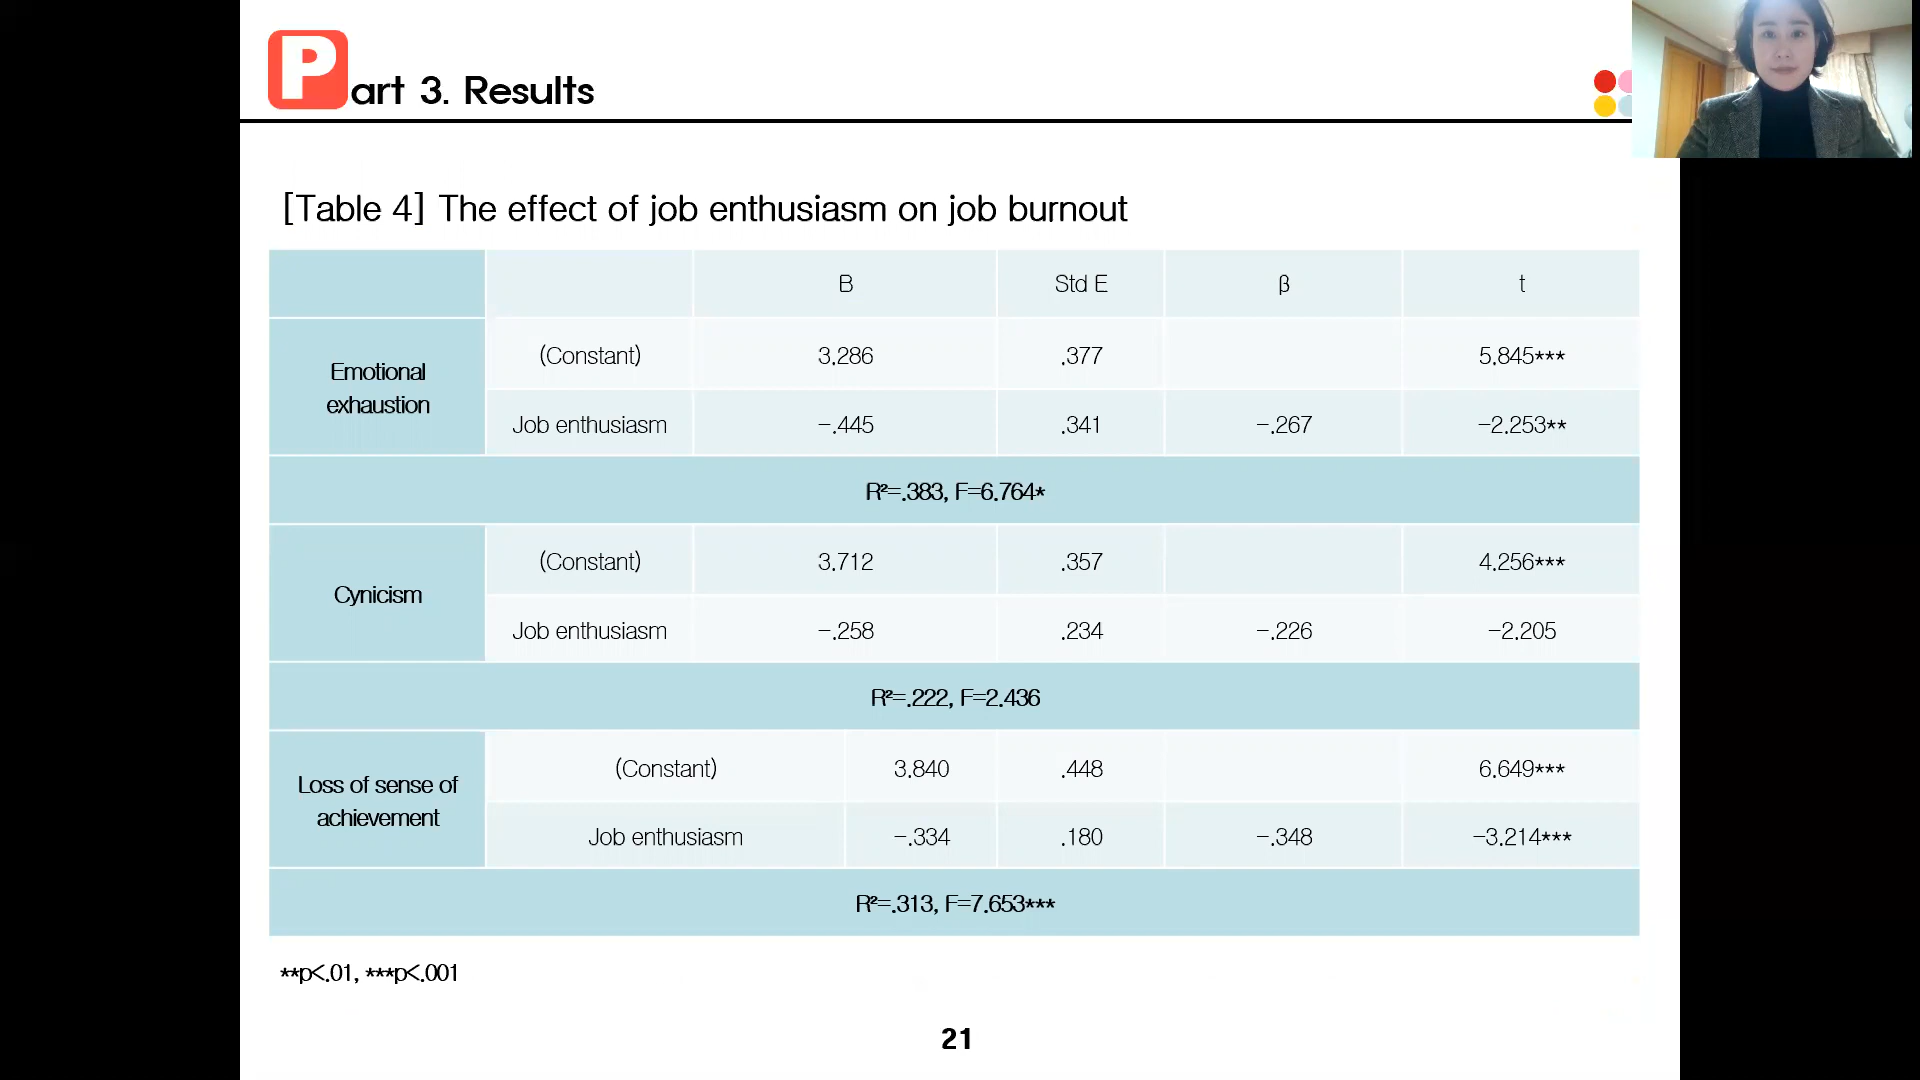 Part 3. Results
[Table 4] The effect of job enthusiasm on job burnout
B Std E β t
Emotional exhaustion
(Constant) 3.286 .377 5.845***
Job enthusiasm -.445 .341 -.267 -2.253**
R²=.383, F=6.764*
Cynicism
(Constant) 3.712 .357 4.256***
Job enthusiasm -.258 .234 -.226 -2.205
R²=.222, F=2.436
Loss of sense of
achievement
(Constant) 3.840 .448 6.649***
Job enthusiasm -.334 .180 -.348 -3.214***
R²=.313, F=7.653***
**p<.01, ***p<.001
21